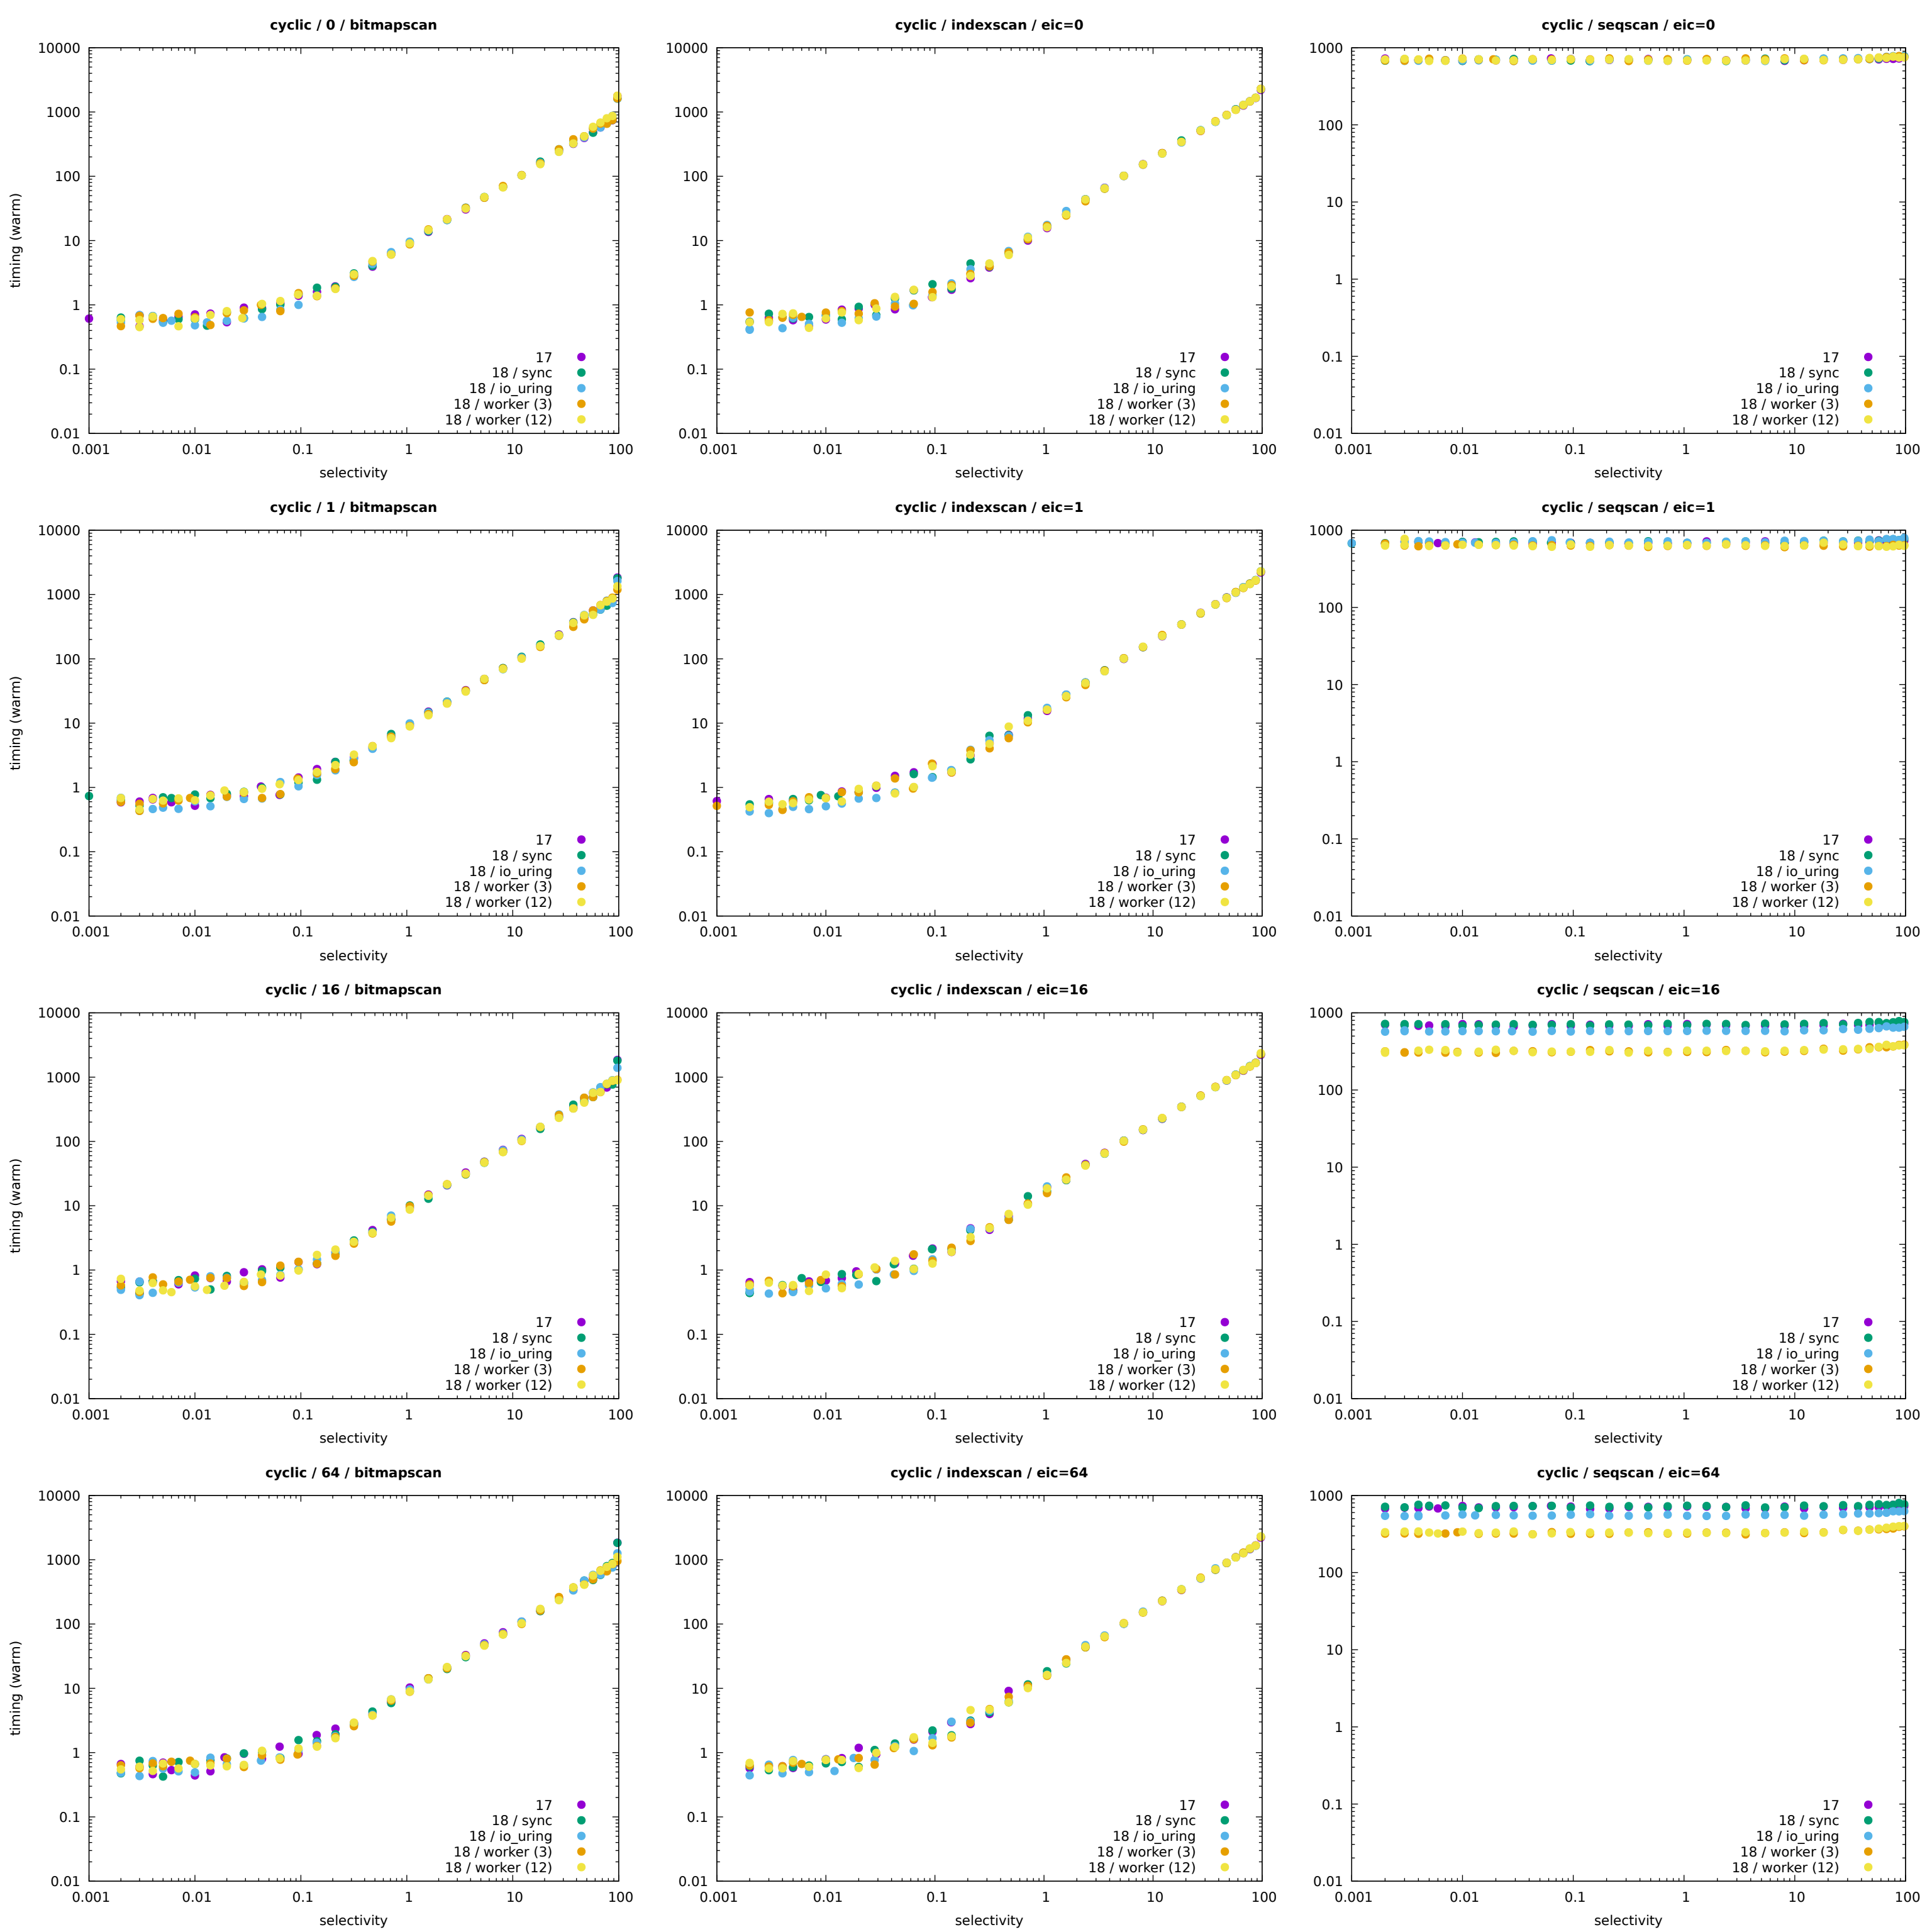 cyclic / 0 / bitmapscan
timing (warm)
10000
1000
100
10
1
0.1
0.01
0.001 0.01 0.1 1 10 100
selectivity
17
18 / sync
18 / io_uring
18 / worker (3)
18 / worker (12)
cyclic / indexscan / eic=0
10000
1000
100
10
1
0.1
0.01
0.001 0.01 0.1 1 10 100
selectivity
17
18 / sync
18 / io_uring
18 / worker (3)
18 / worker (12)
cyclic / seqscan / eic=0
1000
100
10
1
0.1
0.01
0.001 0.01 0.1 1 10 100
selectivity
17
18 / sync
18 / io_uring
18 / worker (3)
18 / worker (12)
cyclic / 1 / bitmapscan
timing (warm)
10000
1000
100
10
1
0.1
0.01
0.001 0.01 0.1 1 10 100
selectivity
17
18 / sync
18 / io_uring
18 / worker (3)
18 / worker (12)
cyclic / indexscan / eic=1
10000
1000
100
10
1
0.1
0.01
0.001 0.01 0.1 1 10 100
selectivity
17
18 / sync
18 / io_uring
18 / worker (3)
18 / worker (12)
cyclic / seqscan / eic=1
1000
100
10
1
0.1
0.01
0.001 0.01 0.1 1 10 100
selectivity
17
18 / sync
18 / io_uring
18 / worker (3)
18 / worker (12)
cyclic / 16 / bitmapscan
timing (warm)
10000
1000
100
10
1
0.1
0.01
0.001 0.01 0.1 1 10 100
selectivity
17
18 / sync
18 / io_uring
18 / worker (3)
18 / worker (12)
cyclic / indexscan / eic=16
10000
1000
100
10
1
0.1
0.01
0.001 0.01 0.1 1 10 100
selectivity
17
18 / sync
18 / io_uring
18 / worker (3)
18 / worker (12)
cyclic / seqscan / eic=16
1000
100
10
1
0.1
0.01
0.001 0.01 0.1 1 10 100
selectivity
17
18 / sync
18 / io_uring
18 / worker (3)
18 / worker (12)
cyclic / 64 / bitmapscan
timing (warm)
10000
1000
100
10
1
0.1
0.01
0.001 0.01 0.1 1 10 100
selectivity
17
18 / sync
18 / io_uring
18 / worker (3)
18 / worker (12)
cyclic / indexscan / eic=64
10000
1000
100
10
1
0.1
0.01
0.001 0.01 0.1 1 10 100
selectivity
17
18 / sync
18 / io_uring
18 / worker (3)
18 / worker (12)
cyclic / seqscan / eic=64
1000
100
10
1
0.1
0.01
0.001 0.01 0.1 1 10 100
selectivity
17
18 / sync
18 / io_uring
18 / worker (3)
18 / worker (12)